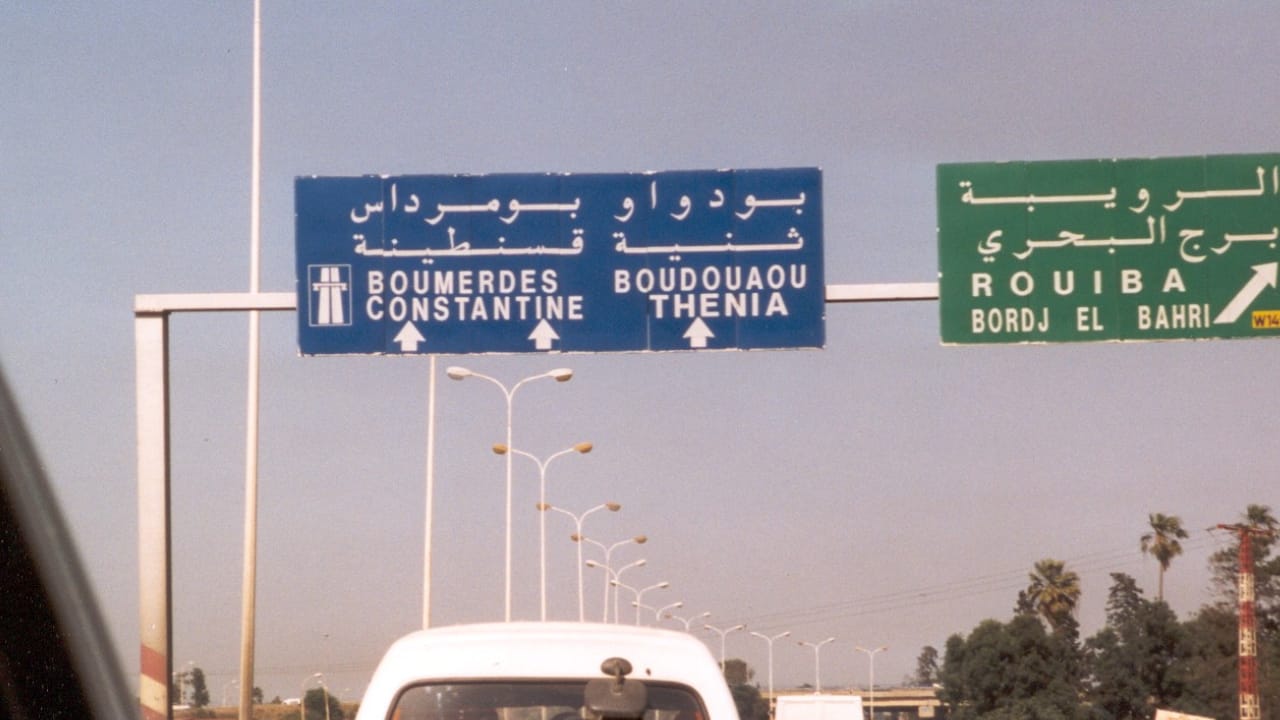 بومرداس بودواو
قسنطينة ثنية
BOUMERDES BOUDOUAOU
CONSTANTINE THENIA
الرويبة
برج البحري
ROUIBA
BORDJ EL BAHRI
W14